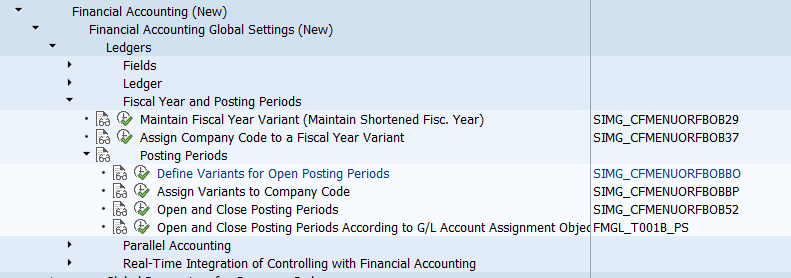 Financial Accounting (New)
Financial Accounting Global Settings (New)
Ledgers
Fields
Ledger
Fiscal Year and Posting Periods
Maintain Fiscal Year Variant (Maintain Shortened Fisc. Year) SIMG_CFMENUORFBOB29
Assign Company Code to a Fiscal Year Variant SIMG_CFMENUORFBOB37
Posting Periods
Define Variants for Open Posting Periods SIMG_CFMENUORFBOBBO
Assign Variants to Company Code SIMG_CFMENUORFBOBBP
Open and Close Posting Periods SIMG_CFMENUORFBOB52
Open and Close Posting Periods According to G/L Account Assignment Objec FMGL_T001B_PS
Parallel Accounting
Real-Time Integration of Controlling with Financial Accounting